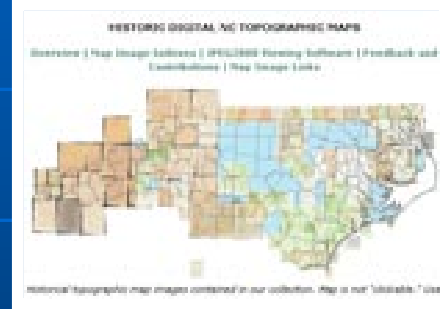 HISTORIC DIGITAL NC TOPOGRAPHIC MAPS
Overview | Map Image Indexes | JPEG2000 Viewing Software | Feedback and
Contributions | Map Image Links
Historical topographic map images contained in our collection. Map is not "clickable." Use